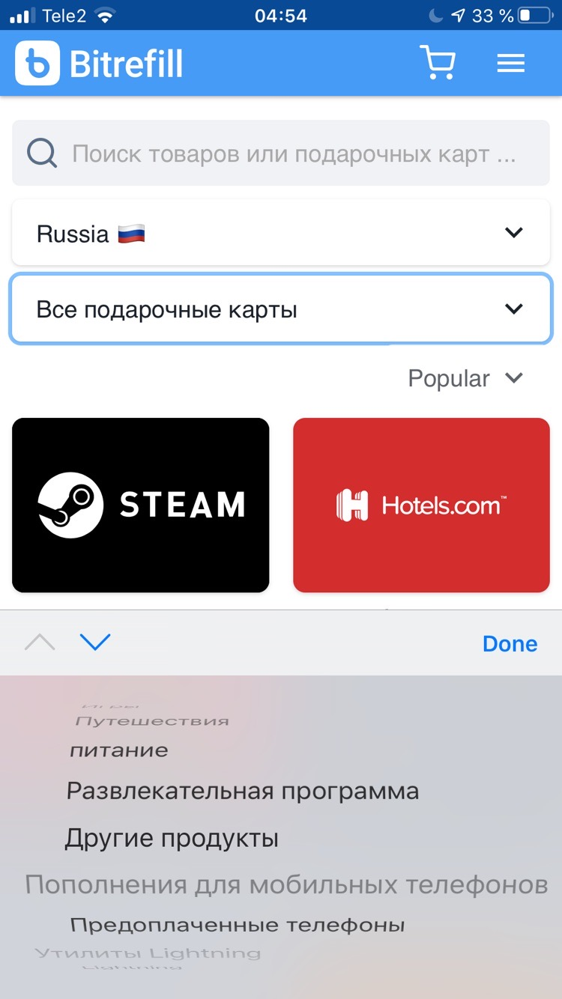 Tele2 04:54 33 %
Bitrefill
Поиск товаров или подарочных карт ...
Russia
Все подарочные карты
Popular
STEAM
Hotels.com™
Done
Игры
Путешествия
питание
Развлекательная программа
Другие продукты
Пополнения для мобильных телефонов
Предоплаченные телефоны
Утилиты Lightning
Lightning